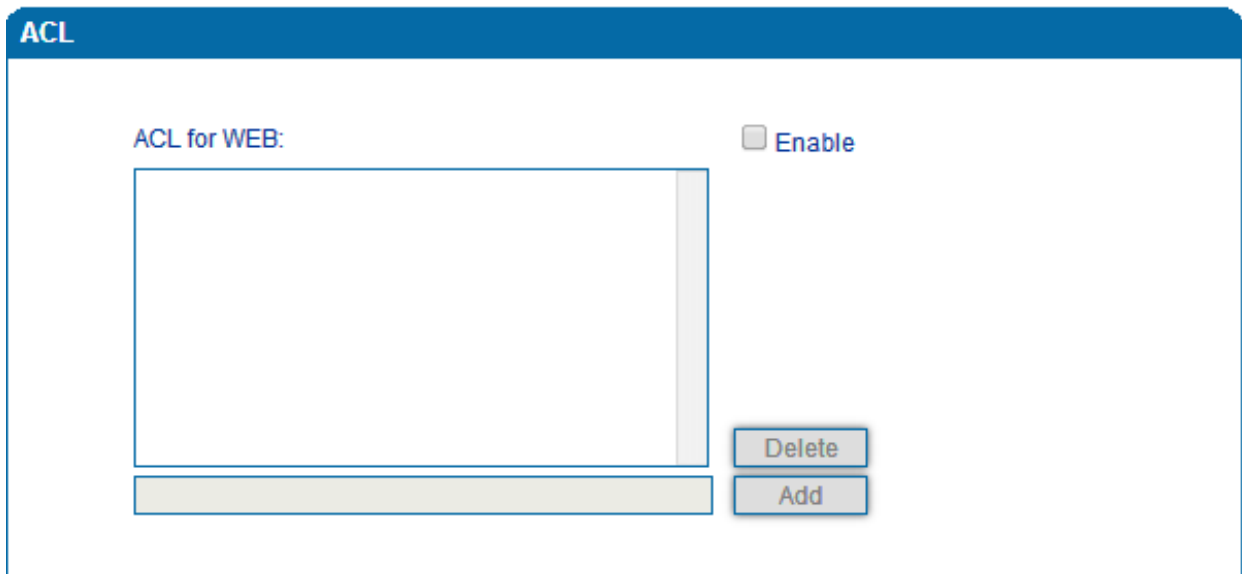 ACL
ACL for WEB:
Enable
Delete
Add